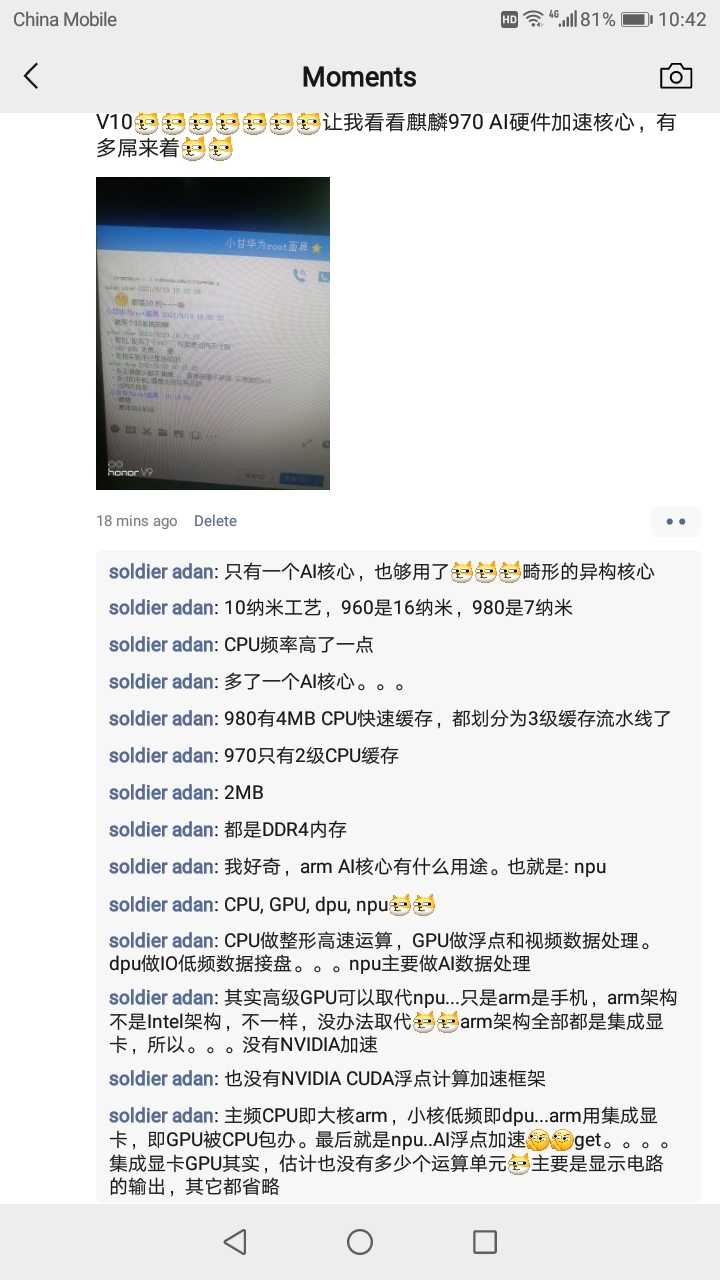 China Mobile
HD 4G 81% 10:42
Moments
V10让我看看麒麟970 AI硬件加速核心，有
多屌来着
小甘华为root面具
honor V9
18 mins ago Delete
soldier adan: 只有一个AI核心，也够用了畸形的异构核心
soldier adan: 10纳米工艺，960是16纳米，980是7纳米
soldier adan: CPU频率高了一点
soldier adan: 多了一个AI核心。。。
soldier adan: 980有4MB CPU快速缓存，都划分为3级缓存流水线了
soldier adan: 970只有2级CPU缓存
soldier adan: 2MB
soldier adan: 都是DDR4内存
soldier adan: 我好奇，arm AI核心有什么用途。也就是: npu
soldier adan: CPU, GPU, dpu, npu
soldier adan: CPU做整形高速运算，GPU做浮点和视频数据处理。
dpu做IO低频数据接盘。。。npu主要做AI数据处理
soldier adan: 其实高级GPU可以取代npu...只是arm是手机，arm架构
不是Intel架构，不一样，没办法取代arm架构全部都是集成显
卡，所以。。。没有NVIDIA加速
soldier adan: 也没有NVIDIA CUDA浮点计算加速框架
soldier adan: 主频CPU即大核arm，小核低频即dpu...arm用集成显
卡，即GPU被CPU包办。最后就是npu..AI浮点加速get。。。。
集成显卡GPU其实，估计也没有多少个运算单元主要是显示电路
的输出，其它都省略